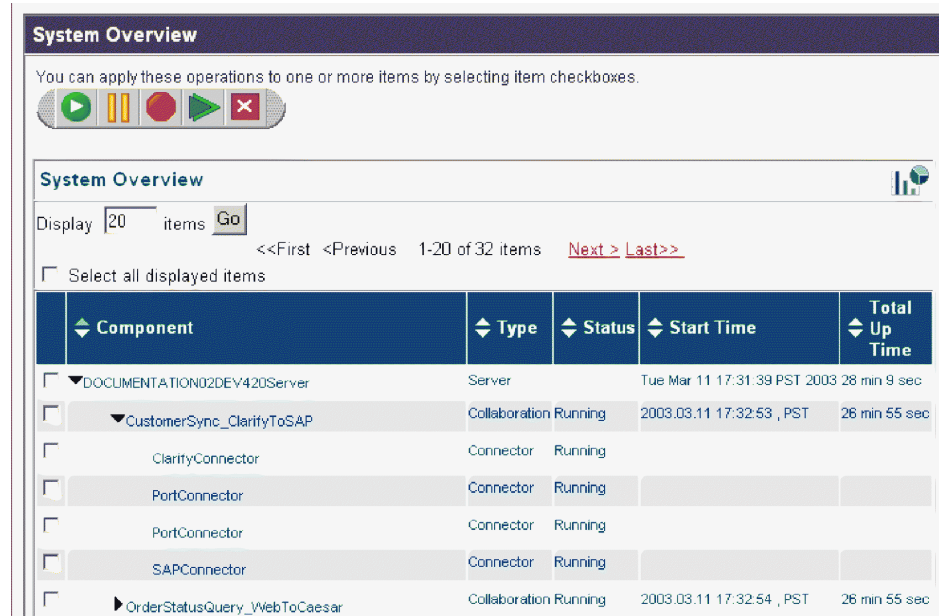 System Overview
You can apply these operations to one or more items by selecting item checkboxes.
System Overview
Display 20 items Go
<<First <Previous 1-20 of 32 items Next > Last>>
Select all displayed items
Component Type Status Start Time Total Up Time
DOCUMENTATION02DEV420Server Server Tue Mar 11 17:31:39 PST 2003 28 min 9 sec
CustomerSync_ClarifyToSAP Collaboration Running 2003.03.11 17:32:53 , PST 26 min 55 sec
ClarifyConnector Connector Running
PortConnector Connector Running
PortConnector Connector Running
SAPConnector Connector Running
OrderStatusQuery_WebToCaesar Collaboration Running 2003.03.11 17:32:54 , PST 26 min 55 sec